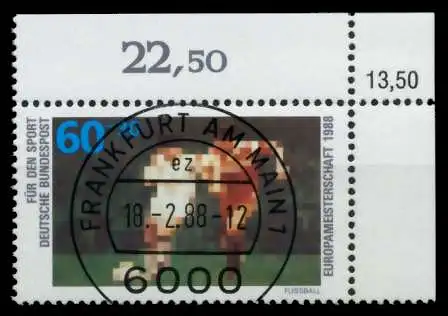 22,50
13,50
FÜR DEN SPORT
DEUTSCHE BUNDESPOST
60
FRANKFURT AM MAIN 1
ez
18.-2.88-12
6000
EUROPAMEISTERSCHAFT 1988
FUSSBALL